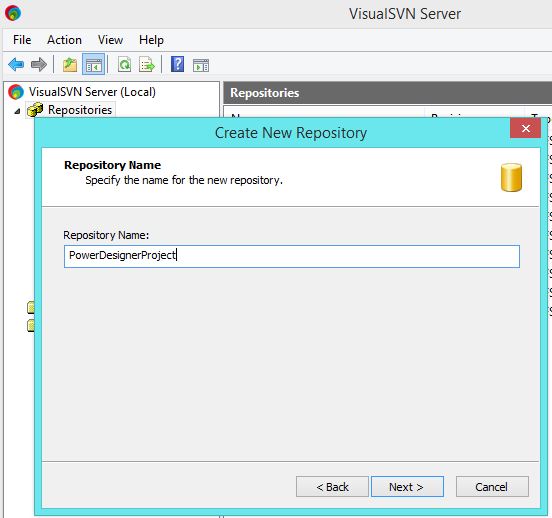 VisualSVN Server
File Action View Help
VisualSVN Server (Local)
Repositories
Repositories
Create New Repository
Repository Name
Specify the name for the new repository.
Repository Name:
PowerDesignerProject
< Back Next > Cancel